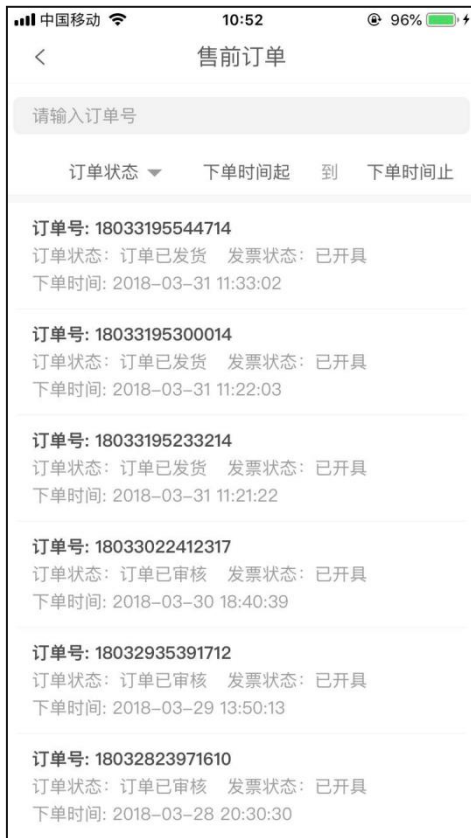 中国移动 10:52 96%
售前订单
请输入订单号
订单状态 下单时间起 到 下单时间止
订单号: 18033195544714
订单状态：订单已发货 发票状态：已开具
下单时间: 2018-03-31 11:33:02
订单号: 18033195300014
订单状态：订单已发货 发票状态：已开具
下单时间: 2018-03-31 11:22:03
订单号: 18033195233214
订单状态：订单已发货 发票状态：已开具
下单时间: 2018-03-31 11:21:22
订单号: 18033022412317
订单状态：订单已审核 发票状态：已开具
下单时间: 2018-03-30 18:40:39
订单号: 18032935391712
订单状态：订单已审核 发票状态：已开具
下单时间: 2018-03-29 13:50:13
订单号: 18032823971610
订单状态：订单已审核 发票状态：已开具
下单时间: 2018-03-28 20:30:30